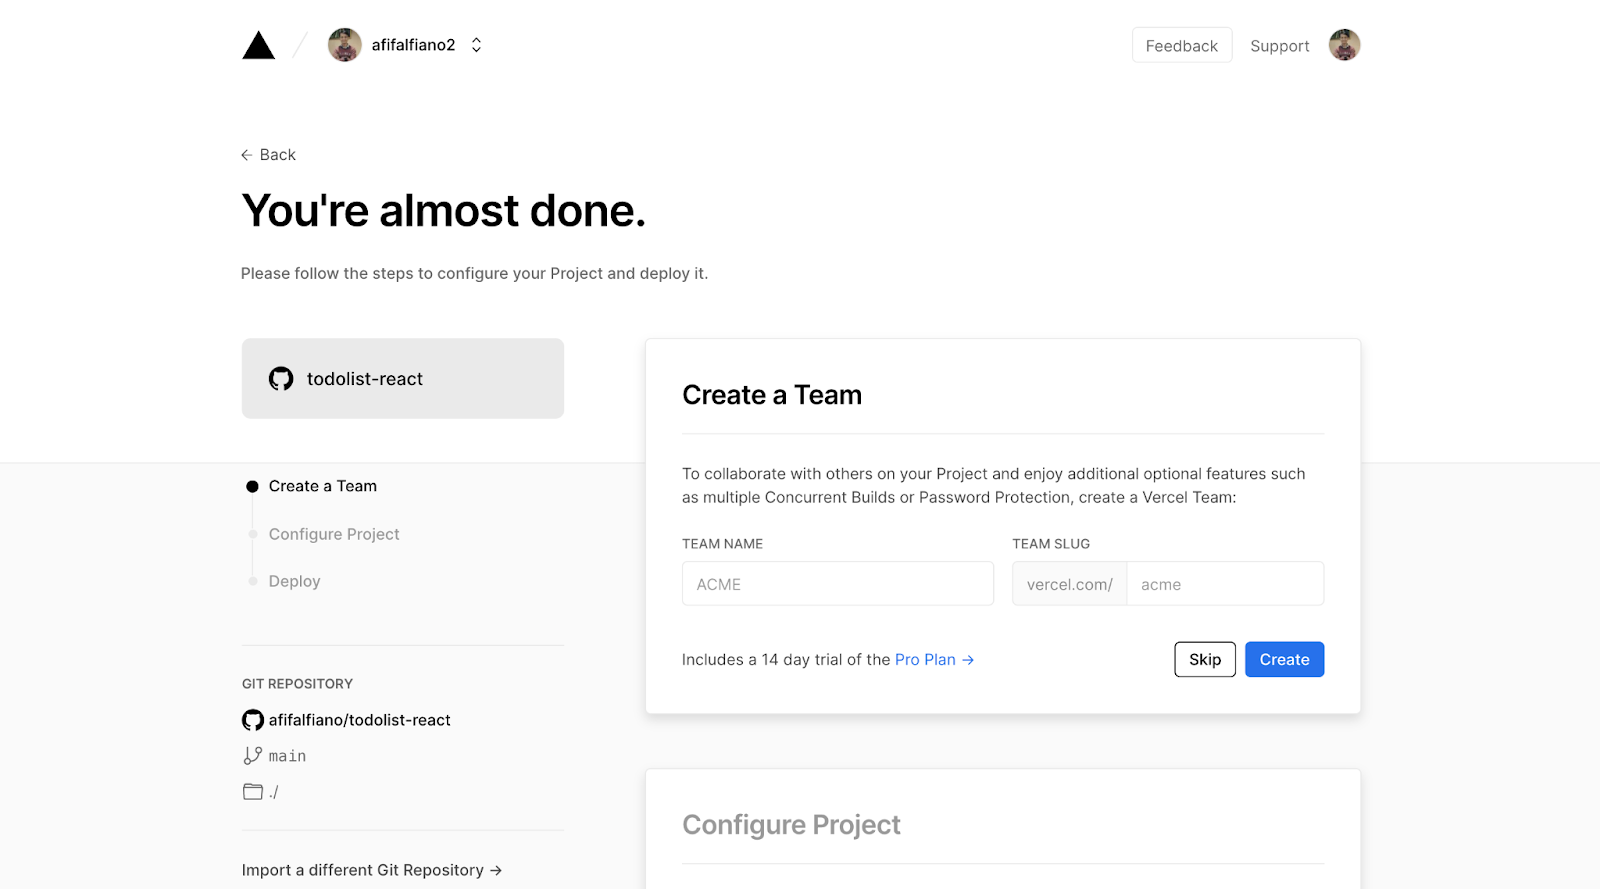 afifalfiano2
Feedback
Support
← Back
You're almost done.
Please follow the steps to configure your Project and deploy it.
todolist-react
Create a Team
Configure Project
Deploy
GIT REPOSITORY
afifalfiano/todolist-react
main
./
Import a different Git Repository →
Create a Team
To collaborate with others on your Project and enjoy additional optional features such
as multiple Concurrent Builds or Password Protection, create a Vercel Team:
TEAM NAME
ACME
TEAM SLUG
vercel.com/ acme
Includes a 14 day trial of the Pro Plan →
Skip
Create
Configure Project